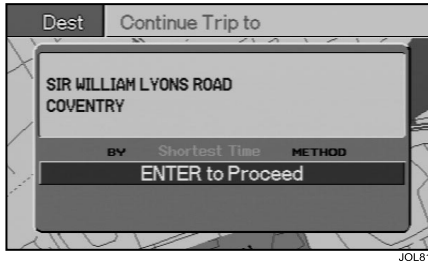 Dest Continue Trip to
SIR WILLIAM LYONS ROAD
COVENTRY
BY Shortest Time METHOD
ENTER to Proceed